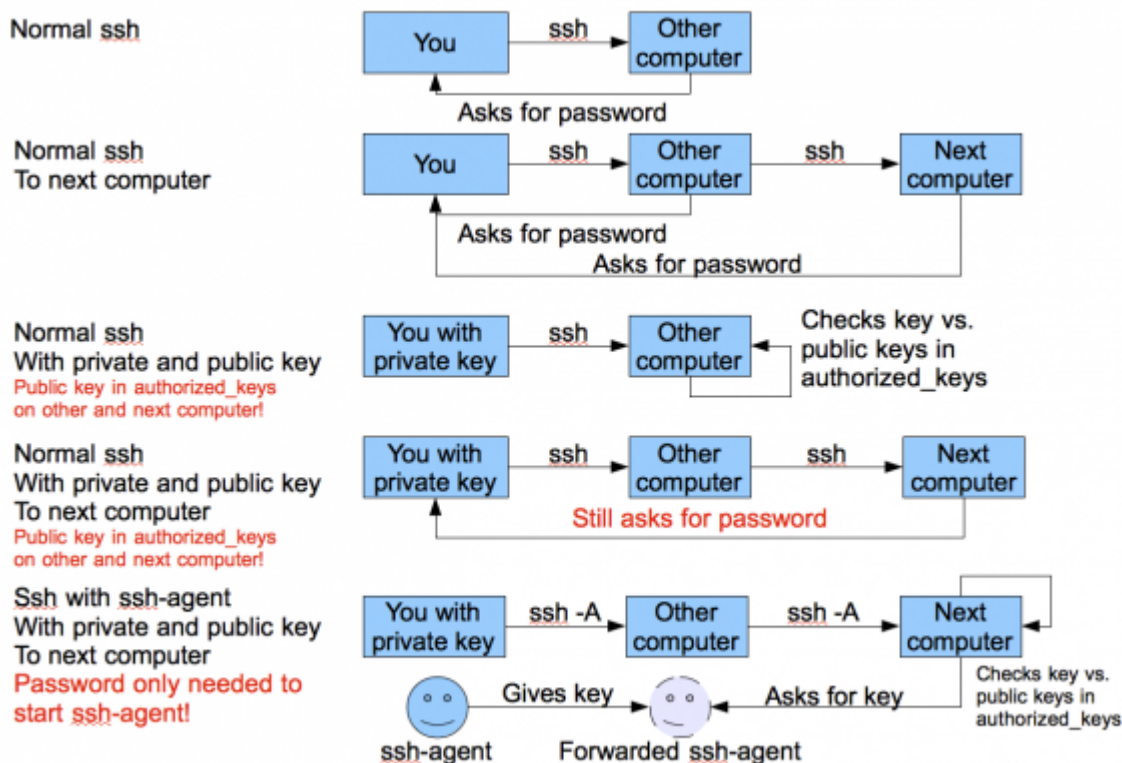 Normal ssh
You
ssh
Other
computer
Asks for password
Normal ssh
To next computer
You
ssh
Other
computer
ssh
Next
computer
Asks for password
Asks for password
Normal ssh
With private and public key
Public key in authorized_keys
on other and next computer!
You with
private key
ssh
Other
computer
Checks key vs.
public keys in
authorized_keys
Normal ssh
With private and public key
To next computer
Public key in authorized_keys
on other and next computer!
You with
private key
ssh
Other
computer
ssh
Next
computer
Still asks for password
Ssh with ssh-agent
With private and public key
To next computer
Password only needed to
start ssh-agent!
You with
private key
ssh -A
Other
computer
ssh -A
Next
computer
Checks key vs.
public keys in
authorized_keys
Gives key
Asks for key
ssh-agent
Forwarded ssh-agent